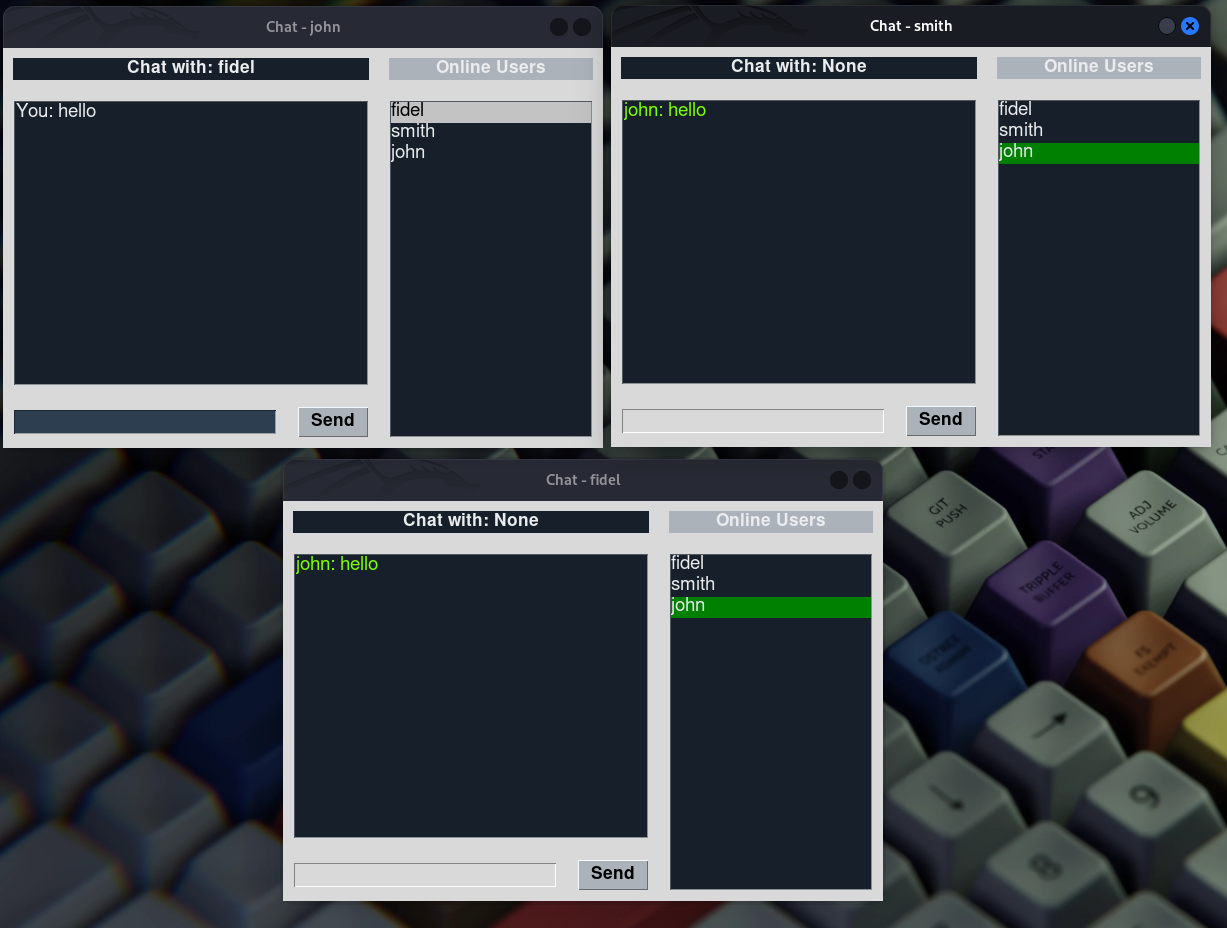 Chat - john
Chat with: fidel
Online Users
You: hello
fidel
smith
john
Send
Chat - smith
Chat with: None
Online Users
john: hello
fidel
smith
john
Send
Chat - fidel
Chat with: None
Online Users
john: hello
fidel
smith
john
Send
GIT
PUSH
ADJ
VOLUME
TRIPPLE
BUFFER
9
8